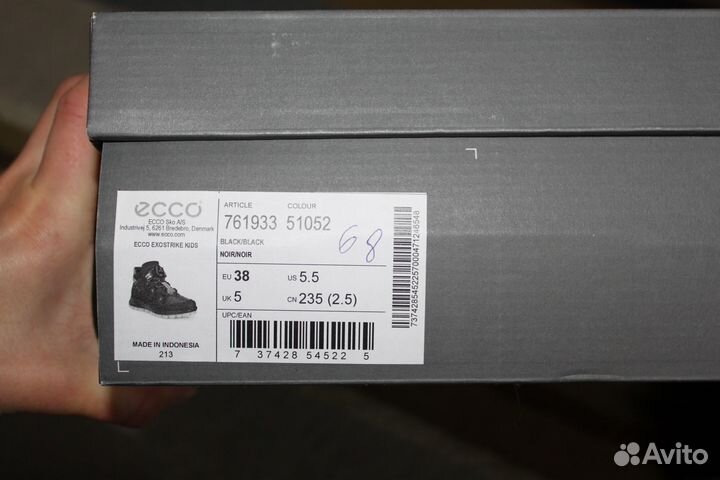 ecco
ECCO Sko A/S
Industrivej 5, 6261 Bredebro, Denmark
www.ecco.com
ECCO EXOSTRIKE KIDS
MADE IN INDONESIA
213
ARTICLE COLOUR
761933 51052
BLACK/BLACK
NOIR/NOIR
68
EU 38 US 5.5
UK 5 CN 235 (2.5)
UPC/EAN
7 37428 54522 5
7374285452257000471246548
Avito